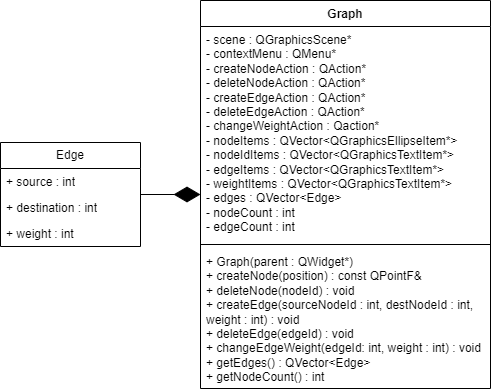 Graph
- scene : QGraphicsScene*
- contextMenu : QMenu*
- createNodeAction : QAction*
- deleteNodeAction : QAction*
- createEdgeAction : QAction*
- deleteEdgeAction : QAction*
- changeWeightAction : Qaction*
- nodeItems : QVector<QGraphicsEllipseItem*>
- nodeIdItems : QVector<QGraphicsTextItem*>
- edgeItems : QVector<QGraphicsTextItem*>
- weightItems : QVector<QGraphicsTextItem*>
- edges : QVector<Edge>
- nodeCount : int
- edgeCount : int
+ Graph(parent : QWidget*)
+ createNode(position) : const QPointF&
+ deleteNode(nodeId) : void
+ createEdge(sourceNodeId : int, destNodeId : int,
weight : int) : void
+ deleteEdge(edgeId) : void
+ changeEdgeWeight(edgeId: int, weight : int) : void
+ getEdges() : QVector<Edge>
+ getNodeCount() : int
Edge
+ source : int
+ destination : int
+ weight : int